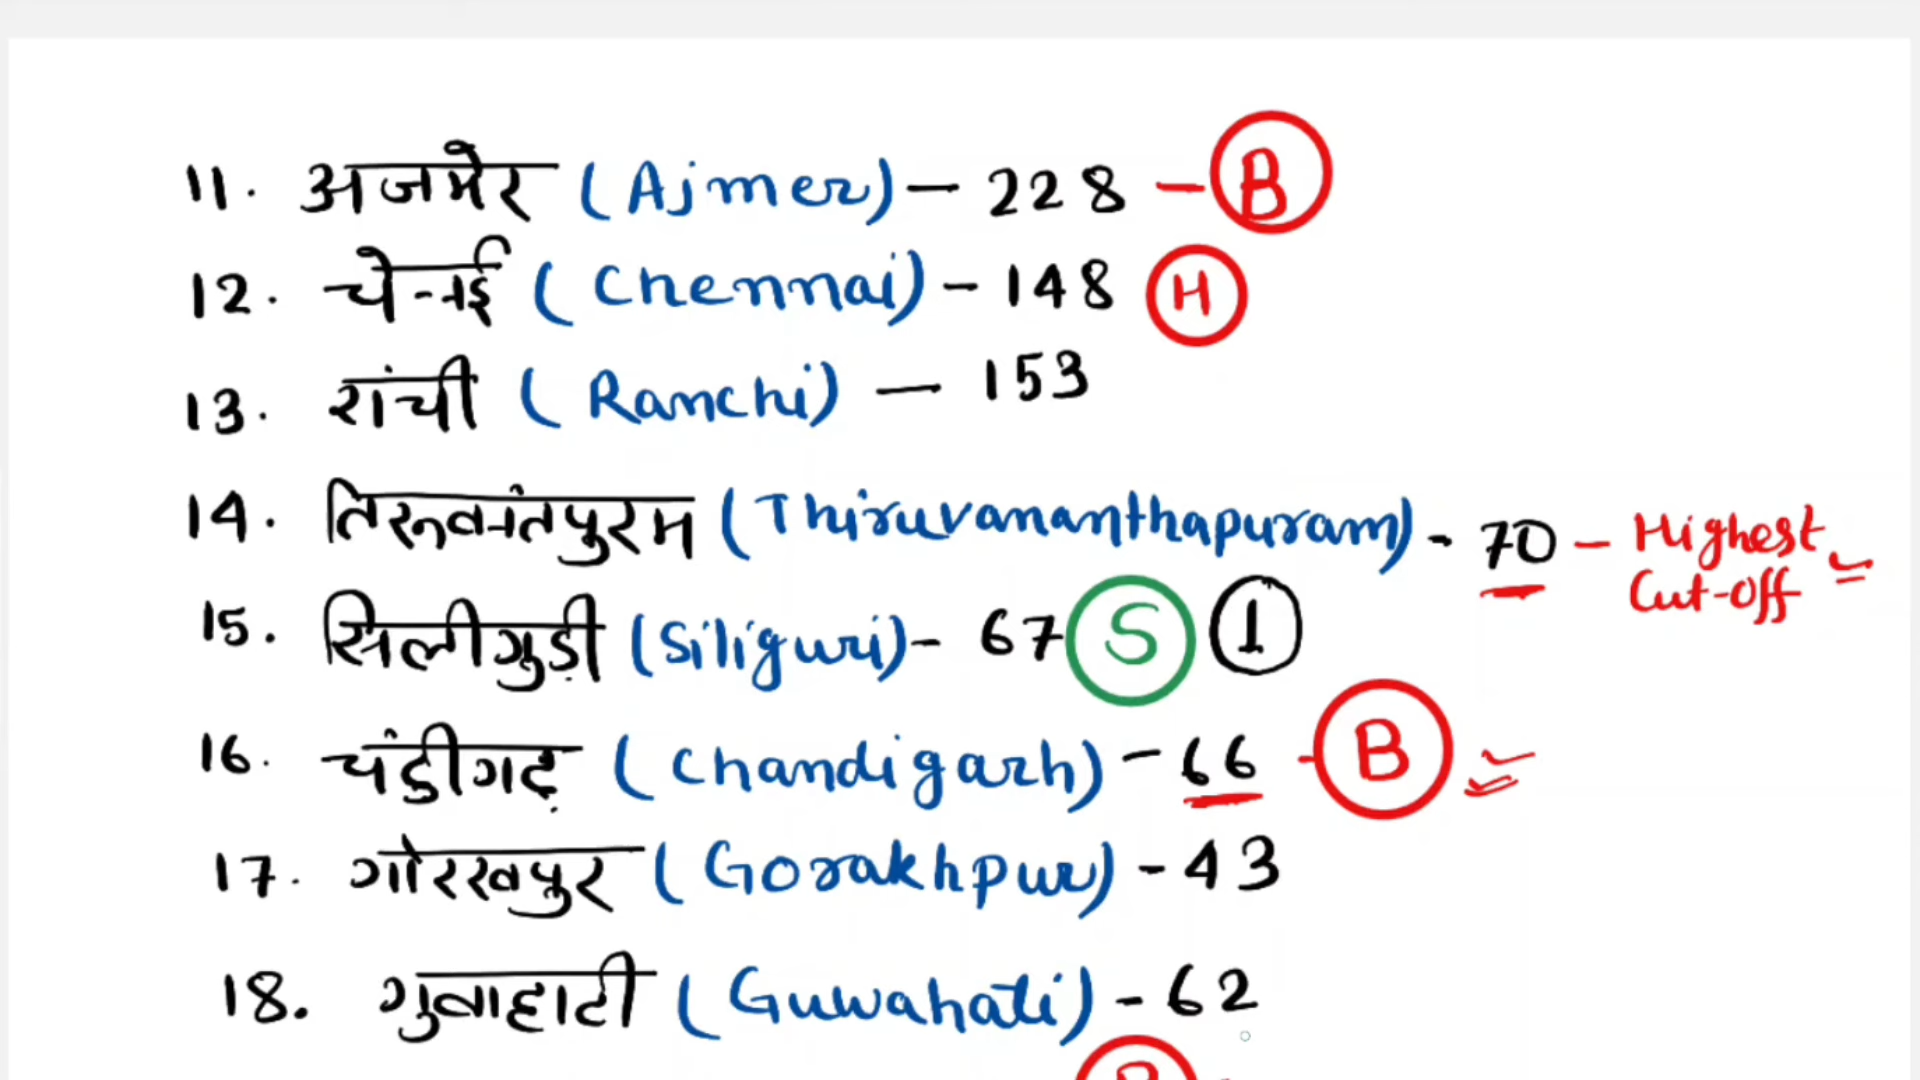 11. अजमेर (Ajmer) - 228 - B
12. चेन्नई (Chennai) - 148 H
13. रांची (Ranchi) - 153
14. तिरूवनंतपुरम (Thiruvananthapuram) - 70 - Highest Cut-off
15. सिलीगुड़ी (Siliguri) - 67 S 1
16. चंडीगढ़ (Chandigarh) - 66 - B
17. गोरखपुर (Gorakhpur) - 43
18. गुवाहाटी (Guwahati) - 62